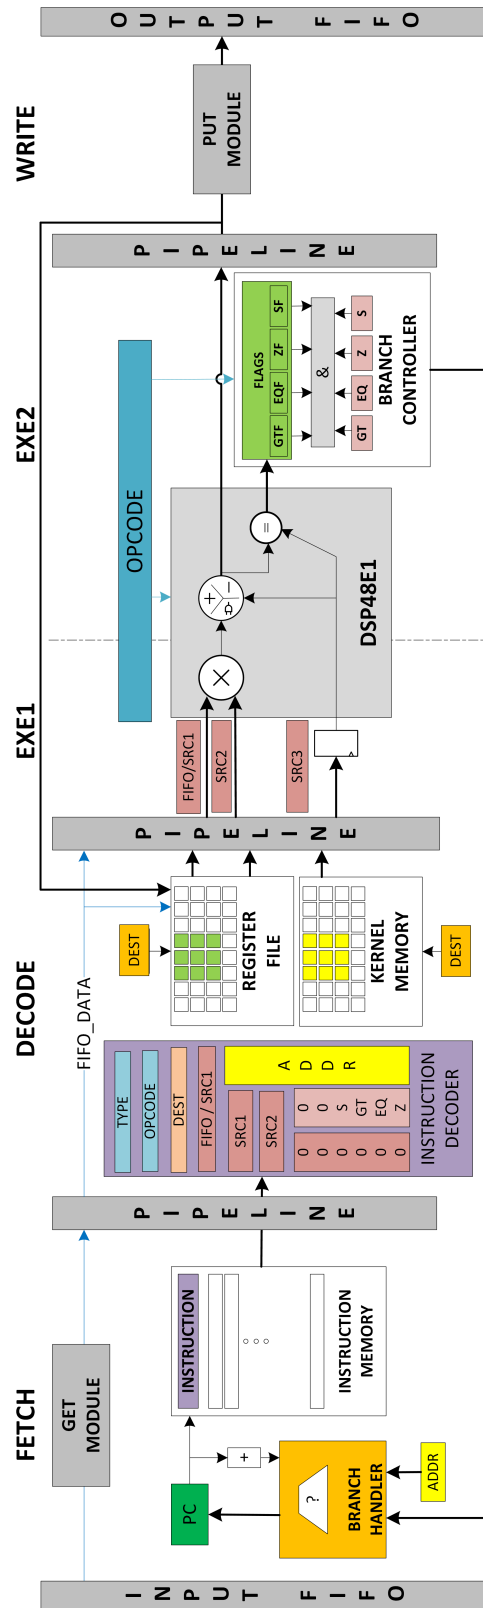 FETCH
DECODE
EXE1
EXE2
WRITE
INPUT FIFO
GET
MODULE
PC
+
?
BRANCH
HANDLER
ADDR
INSTRUCTION
INSTRUCTION
MEMORY
PIPELINE
FIFO_DATA
TYPE
OPCODE
DEST
FIFO / SRC1
SRC1
SRC2
ADDR
0 0
0 0
0 S
0 GT
0 EQ
0 Z
INSTRUCTION
DECODER
DEST
REGISTER
FILE
KERNEL
MEMORY
DEST
PIPELINE
FIFO/SRC1
SRC2
SRC3
OPCODE
×
+ −
=
DSP48E1
FLAGS
GTF EQF ZF SF
&
GT EQ Z S
BRANCH
CONTROLLER
PIPELINE
PUT
MODULE
OUTPUT FIFO